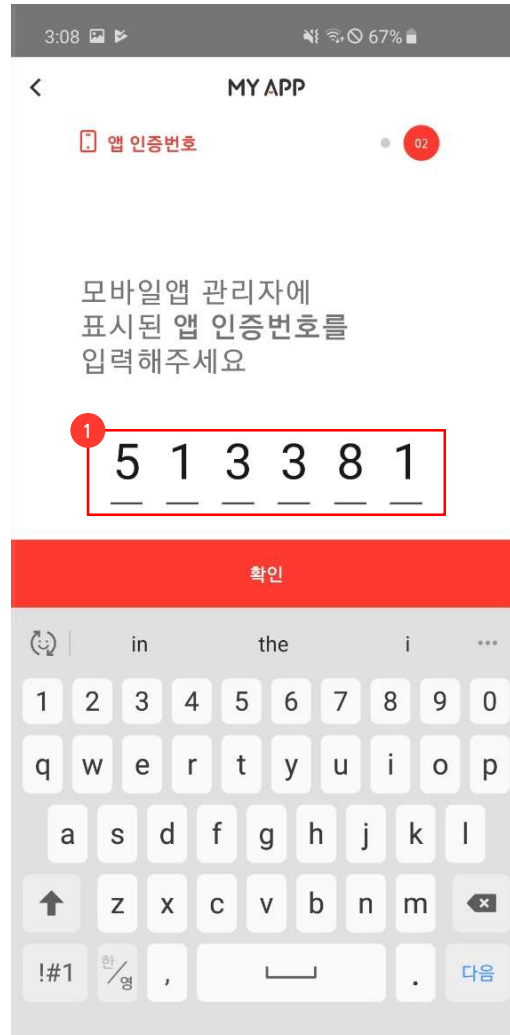 3:08 67%
MY APP
앱 인증번호 02
모바일앱 관리자에
표시된 앱 인증번호를
입력해주세요
1
5 1 3 3 8 1
확인
in the i
1 2 3 4 5 6 7 8 9 0
q w e r t y u i o p
a s d f g h j k l
z x c v b n m
!#1 한/영 , . 다음